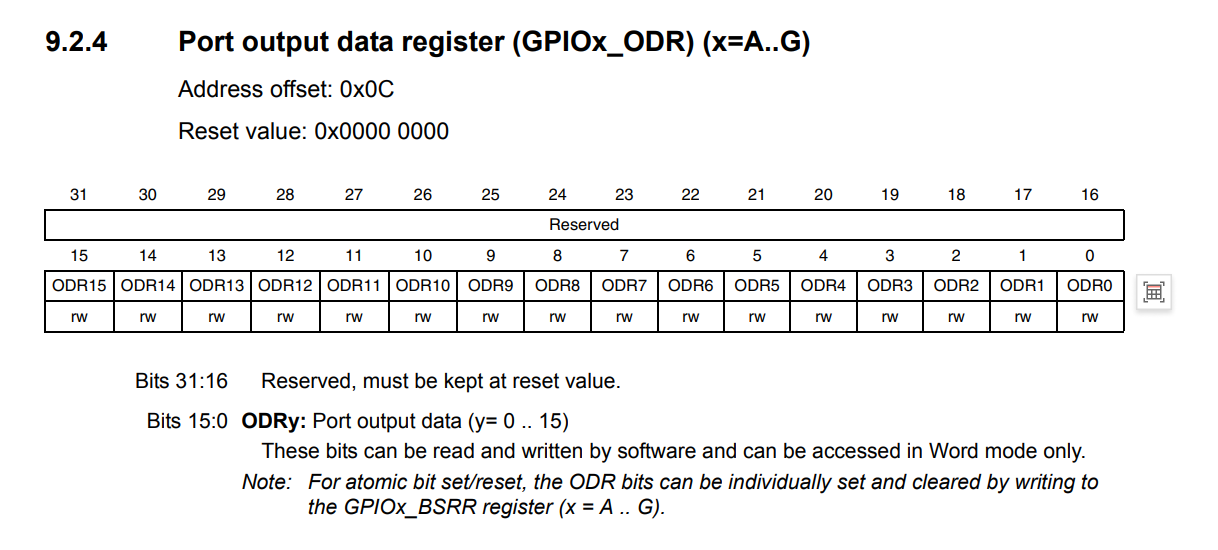 9.2.4 Port output data register (GPIOx_ODR) (x=A..G)
Address offset: 0x0C
Reset value: 0x0000 0000
31 30 29 28 27 26 25 24 23 22 21 20 19 18 17 16
Reserved
15 14 13 12 11 10 9 8 7 6 5 4 3 2 1 0
ODR15 ODR14 ODR13 ODR12 ODR11 ODR10 ODR9 ODR8 ODR7 ODR6 ODR5 ODR4 ODR3 ODR2 ODR1 ODR0
rw rw rw rw rw rw rw rw rw rw rw rw rw rw rw rw
Bits 31:16 Reserved, must be kept at reset value.
Bits 15:0 ODRy: Port output data (y= 0 .. 15)
These bits can be read and written by software and can be accessed in Word mode only.
Note: For atomic bit set/reset, the ODR bits can be individually set and cleared by writing to
the GPIOx_BSRR register (x = A .. G).